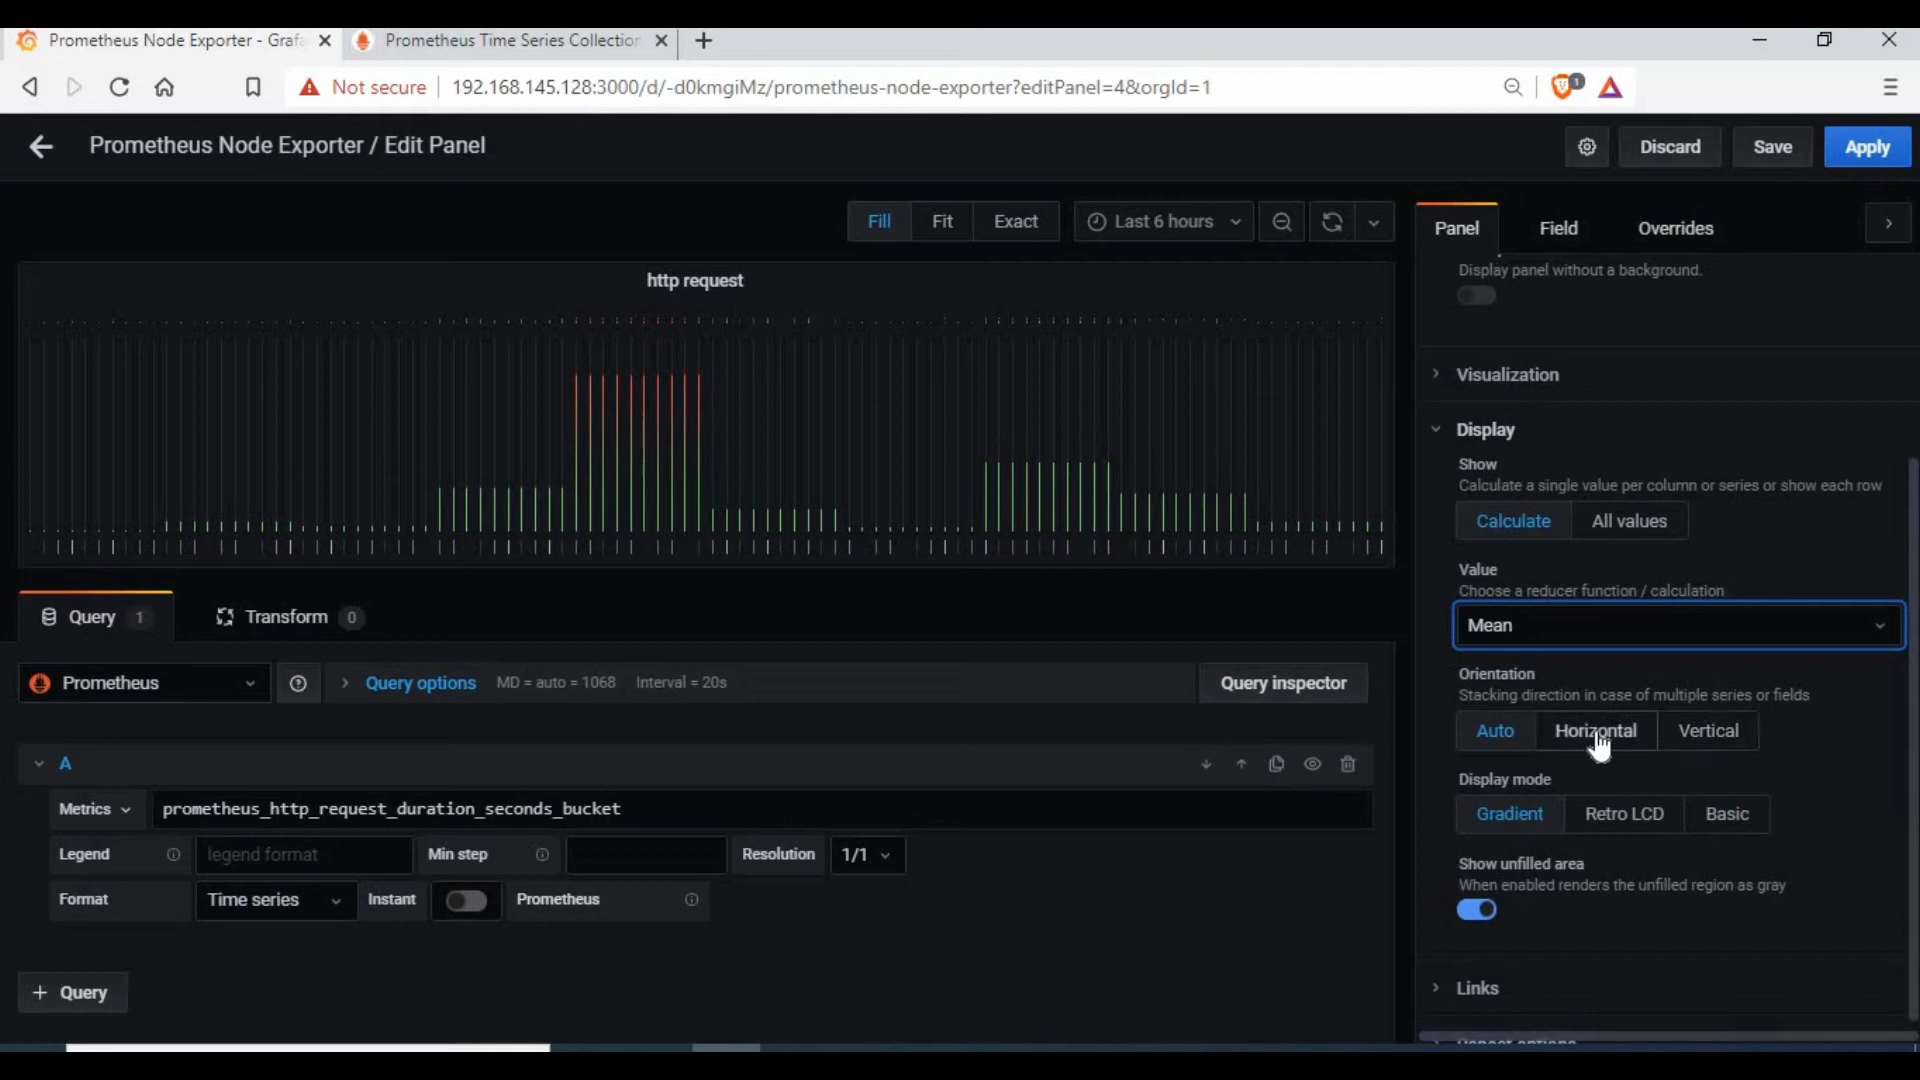 Prometheus Node Exporter - Grafa
Prometheus Time Series Collection
Not secure
192.168.145.128:3000/d/-d0kmgiMz/prometheus-node-exporter?editPanel=4&orgId=1
1
Prometheus Node Exporter / Edit Panel
Discard
Save
Apply
Fill
Fit
Exact
Last 6 hours
Panel
Field
Overrides
http request
Display panel without a background.
Visualization
Display
Show
Calculate a single value per column or series or show each row
Calculate
All values
Value
Choose a reducer function / calculation
Mean
Orientation
Stacking direction in case of multiple series or fields
Auto
Horizontal
Vertical
Display mode
Gradient
Retro LCD
Basic
Show unfilled area
When enabled renders the unfilled region as gray
Links
Repeat options
Query 1
Transform 0
Prometheus
Query options
MD = auto = 1068
Interval = 20s
Query inspector
A
Metrics
prometheus_http_request_duration_seconds_bucket
Legend
legend format
Min step
Resolution
1/1
Format
Time series
Instant
Prometheus
+ Query